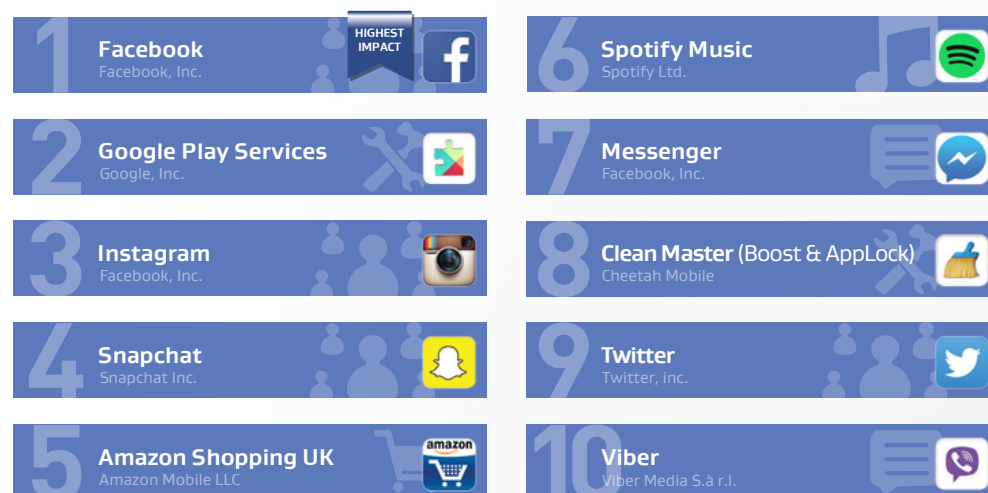 1
Facebook
Facebook, Inc.
HIGHEST
IMPACT
2
Google Play Services
Google, Inc.
3
Instagram
Facebook, Inc.
4
Snapchat
Snapchat Inc.
5
Amazon Shopping UK
Amazon Mobile LLC
amazon
6
Spotify Music
Spotify Ltd.
7
Messenger
Facebook, Inc.
8
Clean Master (Boost & AppLock)
Cheetah Mobile
9
Twitter
Twitter, inc.
10
Viber
Viber Media S.à r.l.